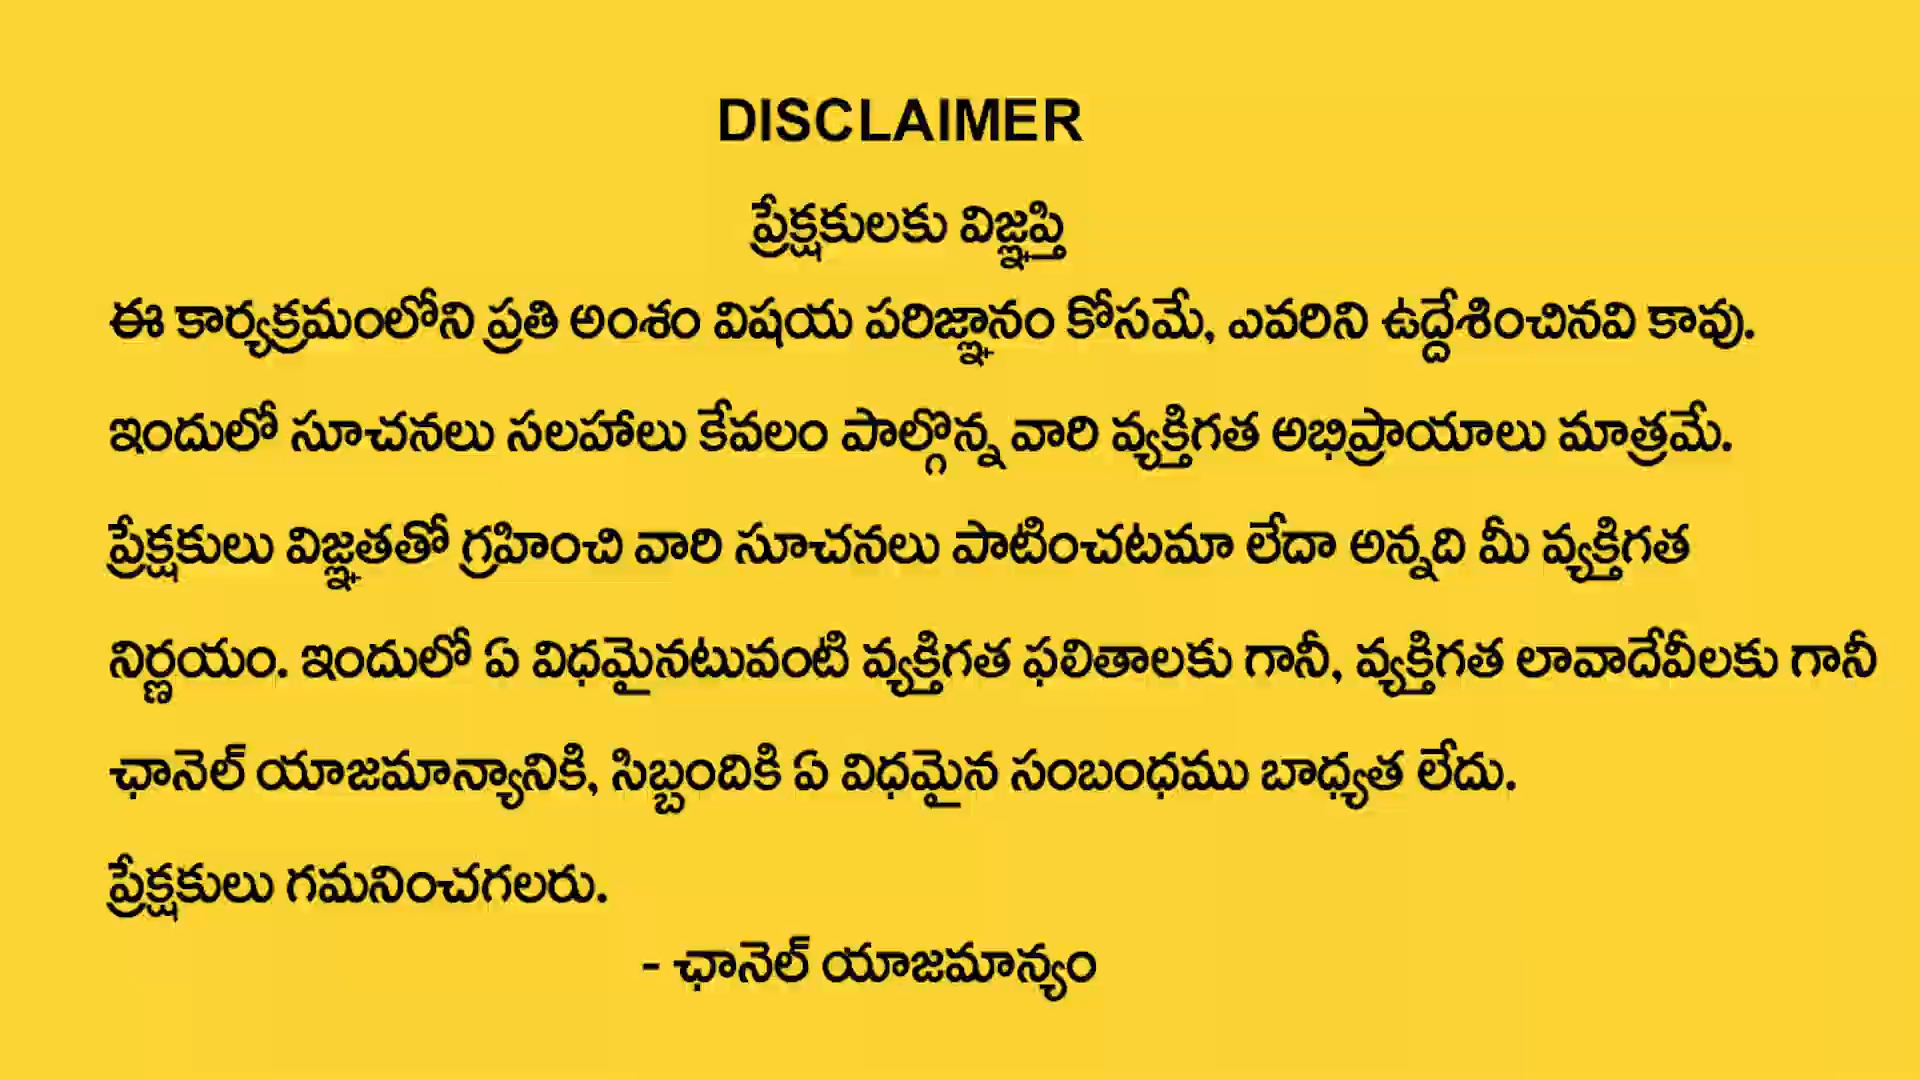 DISCLAIMER
ప్రేక్షకులకు విజ్ఞప్తి
ఈ కార్యక్రమంలోని ప్రతి అంశం విషయ పరిజ్ఞానం కోసమే, ఎవరిని ఉద్దేశించినవి కావు.
ఇందులో సూచనలు సలహాలు కేవలం పాల్గొన్న వారి వ్యక్తిగత అభిప్రాయాలు మాత్రమే.
ప్రేక్షకులు విజ్ఞతతో గ్రహించి వారి సూచనలు పాటించటమా లేదా అన్నది మీ వ్యక్తిగత
నిర్ణయం. ఇందులో ఏ విధమైనటువంటి వ్యక్తిగత ఫలితాలకు గానీ, వ్యక్తిగత లావాదేవీలకు గానీ
ఛానెల్ యాజమాన్యానికి, సిబ్బందికి ఏ విధమైన సంబంధము బాధ్యత లేదు.
ప్రేక్షకులు గమనించగలరు.
- ఛానెల్ యాజమాన్యం